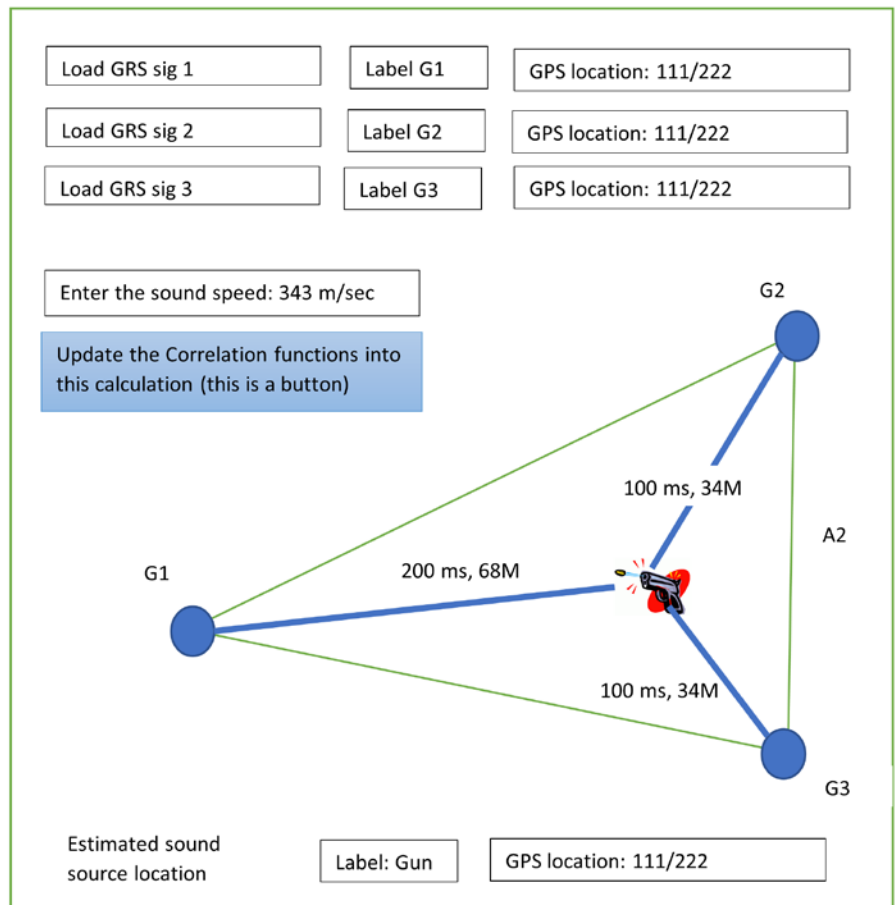 Load GRS sig 1
Label G1
GPS location: 111/222
Load GRS sig 2
Label G2
GPS location: 111/222
Load GRS sig 3
Label G3
GPS location: 111/222
Enter the sound speed: 343 m/sec
G2
Update the Correlation functions into
this calculation (this is a button)
100 ms, 34M
A2
G1
200 ms, 68M
100 ms, 34M
G3
Estimated sound
source location
Label: Gun
GPS location: 111/222